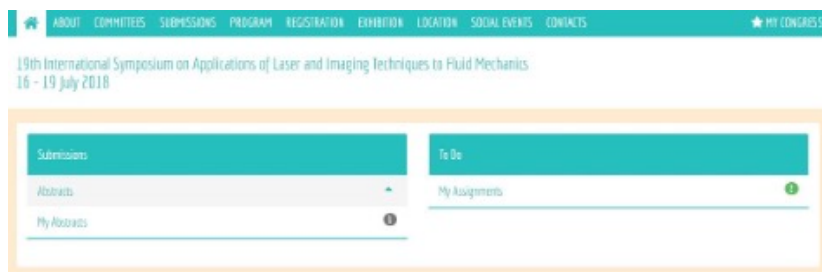 ABOUT COMMITTEES SUBMISSIONS PROGRAM REGISTRATION EXHIBITION LOCATION SOCIAL EVENTS CONTACTS MY CONGRESS
19th International Symposium on Applications of Laser and Imaging Techniques to Fluid Mechanics
16 - 19 July 2018
Submissions
Abstracts
My Abstracts
To Do
My Assignments